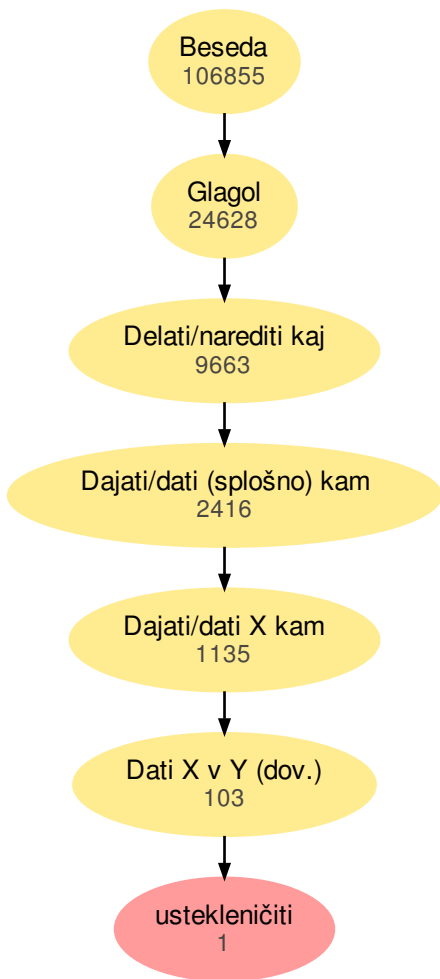 Beseda
106855
Glagol
24628
Delati/narediti kaj
9663
Dajati/dati (splošno) kam
2416
Dajati/dati X kam
1135
Dati X v Y (dov.)
103
ustekleničiti
1